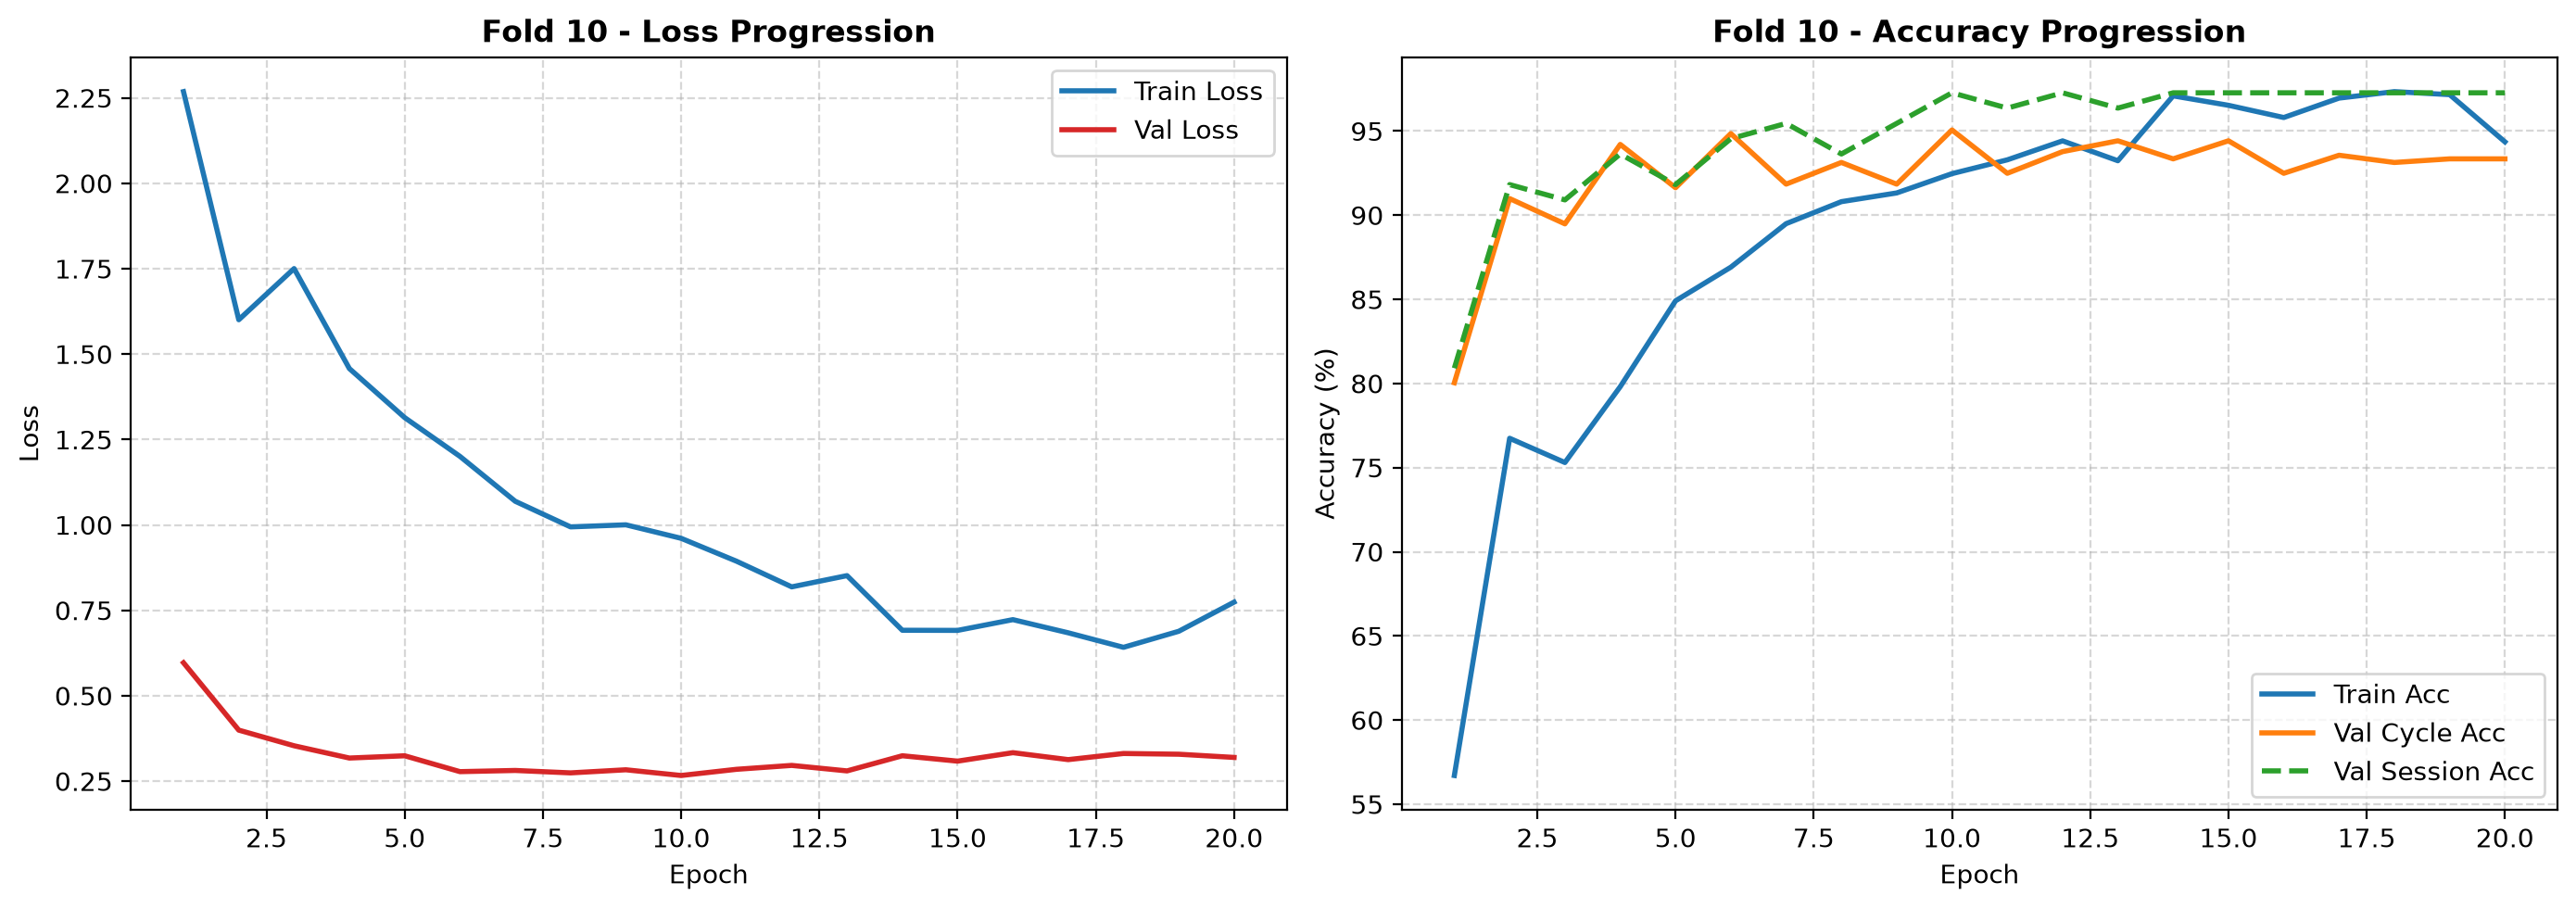 Fold 10 - Loss Progression
Train Loss
Val Loss
2.25
2.00
1.75
1.50
1.25
1.00
0.75
0.50
0.25
Loss
2.5 5.0 7.5 10.0 12.5 15.0 17.5 20.0
Epoch
Fold 10 - Accuracy Progression
95
90
85
80
75
70
65
60
55
Accuracy (%)
Train Acc
Val Cycle Acc
Val Session Acc
2.5 5.0 7.5 10.0 12.5 15.0 17.5 20.0
Epoch